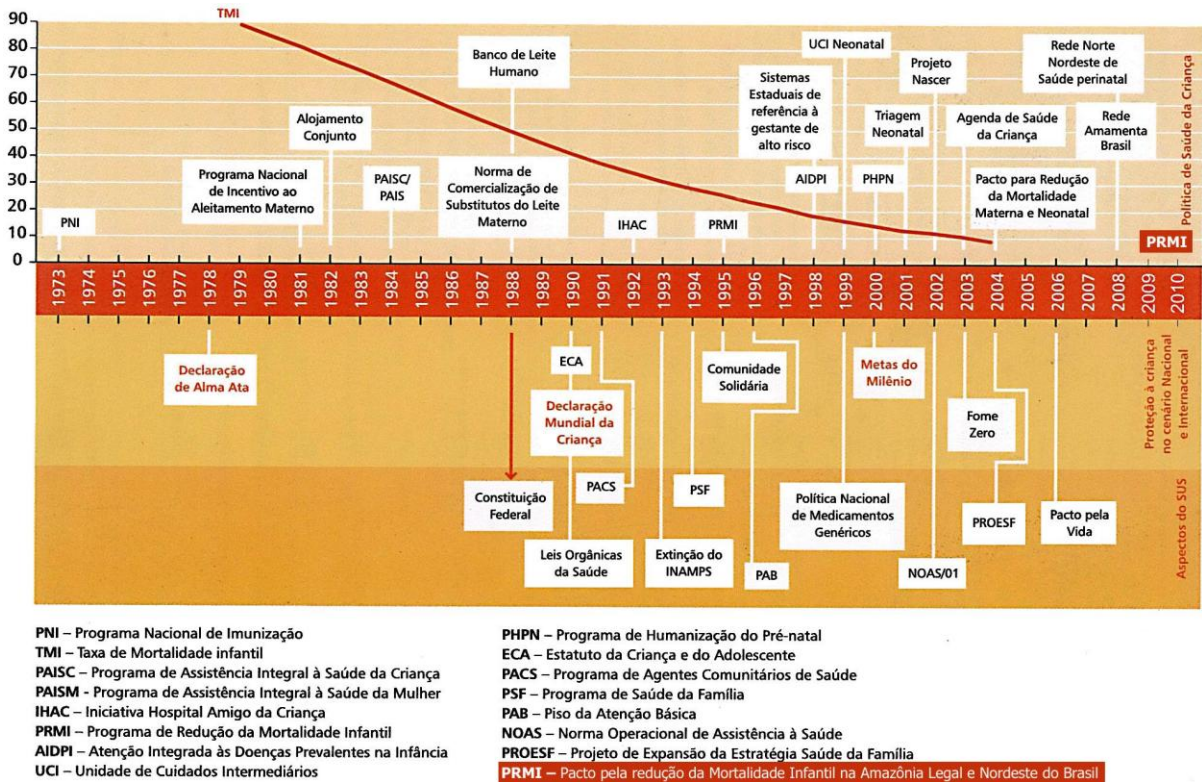 TMI
90
80
70
60
50
40
30
20
10
0
PNI
Programa Nacional
de Incentivo ao
Aleitamento Materno
Alojamento
Conjunto
PAISC/
PAIS
Banco de Leite
Humano
Norma de
Comercialização de
Substitutos do Leite
Materno
IHAC
PRMI
Sistemas
Estaduais de
referência à
gestante de
alto risco
AIDPI
UCI Neonatal
PHPN
Triagem
Neonatal
Projeto
Nascer
Agenda de Saúde
da Criança
Pacto para Redução
da Mortalidade
Materna e Neonatal
Rede Norte
Nordeste de
Saúde perinatal
Rede
Amamenta
Brasil
PRMI
Política de Saúde da Criança
1973
1974
1975
1976
1977
1978
1979
1980
1981
1982
1983
1984
1985
1986
1987
1988
1989
1990
1991
1992
1993
1994
1995
1996
1997
1998
1999
2000
2001
2002
2003
2004
2005
2006
2007
2008
2009
2010
Declaração
de Alma Ata
ECA
Declaração
Mundial da
Criança
Comunidade
Solidária
Metas do
Milênio
Fome
Zero
Proteção à criança
no cenário Nacional
e Internacional
Constituição
Federal
PACS
PSF
Política Nacional
de Medicamentos
Genéricos
PROESF
Pacto pela
Vida
Leis Orgânicas
da Saúde
Extinção do
INAMPS
PAB
NOAS/01
Aspectos do SUS
PNI – Programa Nacional de Imunização
TMI – Taxa de Mortalidade infantil
PAISC – Programa de Assistência Integral à Saúde da Criança
PAISM - Programa de Assistência Integral à Saúde da Mulher
IHAC – Iniciativa Hospital Amigo da Criança
PRMI – Programa de Redução da Mortalidade Infantil
AIDPI – Atenção Integrada às Doenças Prevalentes na Infância
UCI – Unidade de Cuidados Intermediários
PHPN – Programa de Humanização do Pré-natal
ECA – Estatuto da Criança e do Adolescente
PACS – Programa de Agentes Comunitários de Saúde
PSF – Programa de Saúde da Família
PAB – Piso da Atenção Básica
NOAS – Norma Operacional de Assistência à Saúde
PROESF – Projeto de Expansão da Estratégia Saúde da Família
PRMI – Pacto pela redução da Mortalidade Infantil na Amazônia Legal e Nordeste do Brasil